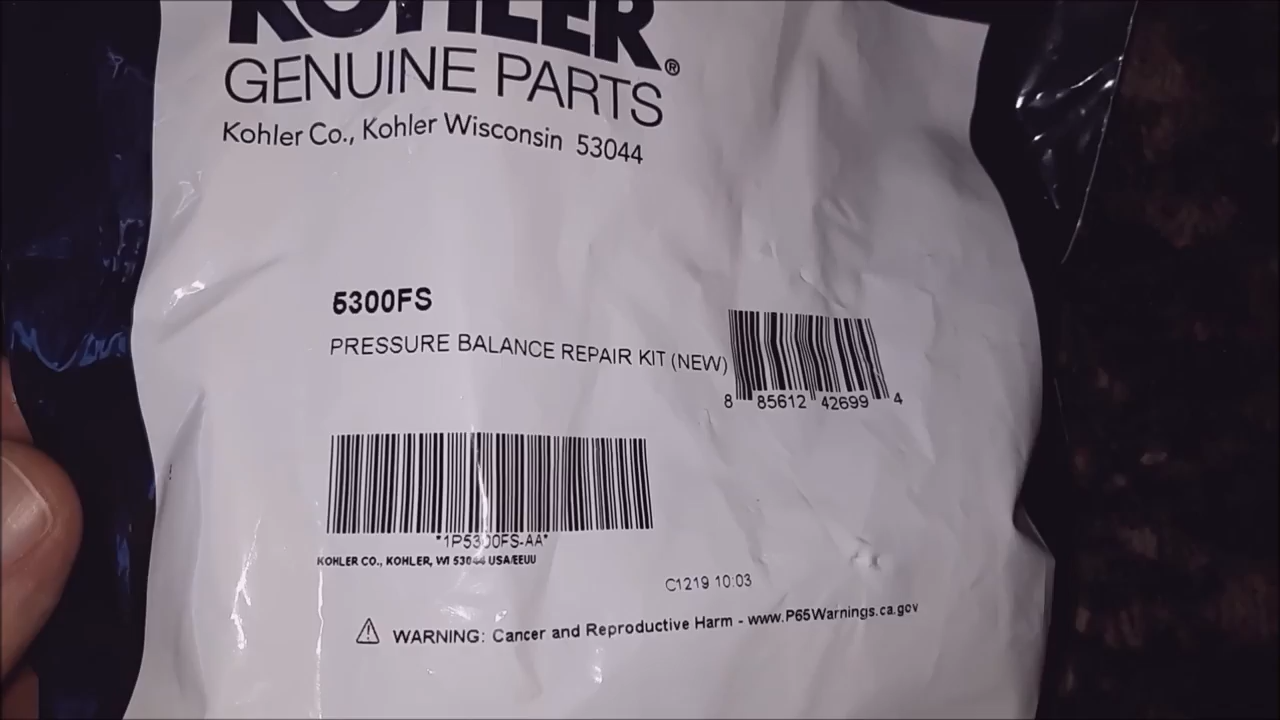 KOHLER®
GENUINE PARTS
Kohler Co., Kohler Wisconsin 53044
5300FS
PRESSURE BALANCE REPAIR KIT (NEW)
8 85612 42699 4
*1P5300FS-AA*
KOHLER CO., KOHLER, WI 53044 USA/EEUU
C1219 10:03
WARNING: Cancer and Reproductive Harm - www.P65Warnings.ca.gov